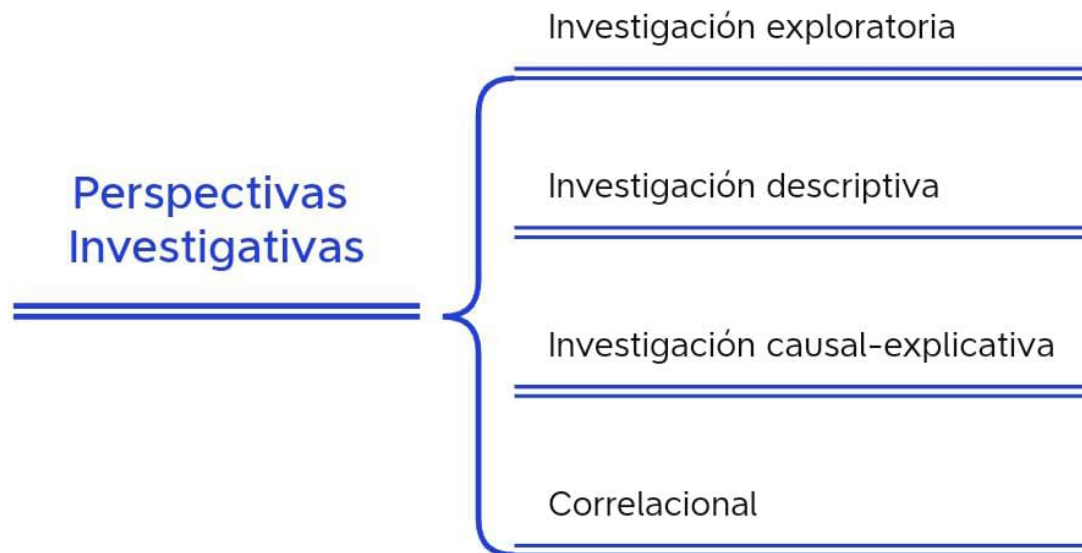 Perspectivas
Investigativas
Investigación exploratoria
Investigación descriptiva
Investigación causal-explicativa
Correlacional